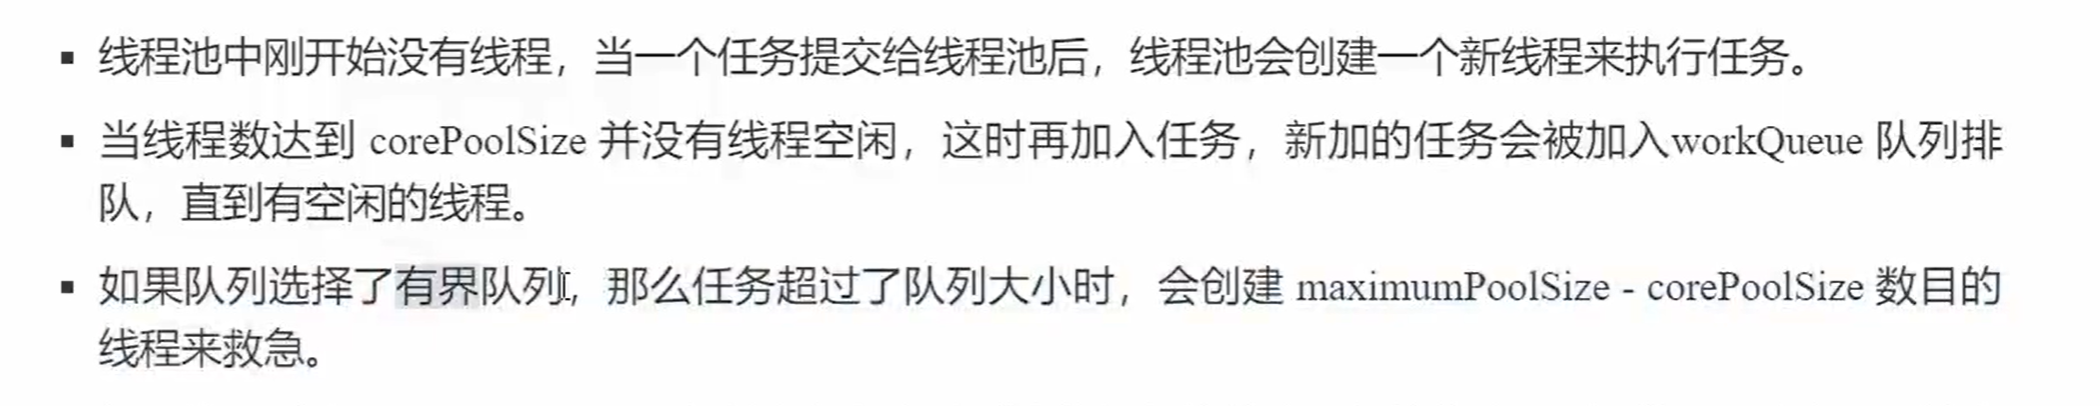 ▪ 线程池中刚开始没有线程，当一个任务提交给线程池后，线程池会创建一个新线程来执行任务。
▪ 当线程数达到 corePoolSize 并没有线程空闲，这时再加入任务，新加的任务会被加入workQueue 队列排
队，直到有空闲的线程。
▪ 如果队列选择了有界队列，那么任务超过了队列大小时，会创建 maximumPoolSize - corePoolSize 数目的
线程来救急。